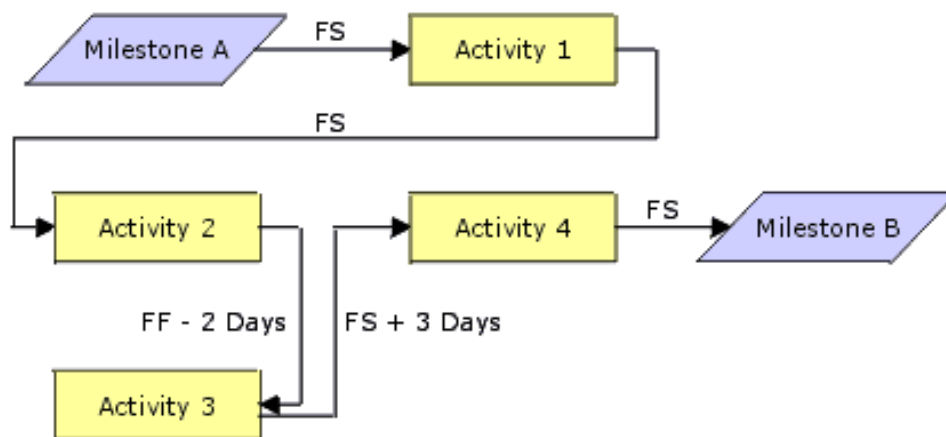 Milestone A
FS
Activity 1
FS
Activity 2
Activity 4
FS
Milestone B
FF - 2 Days
FS + 3 Days
Activity 3